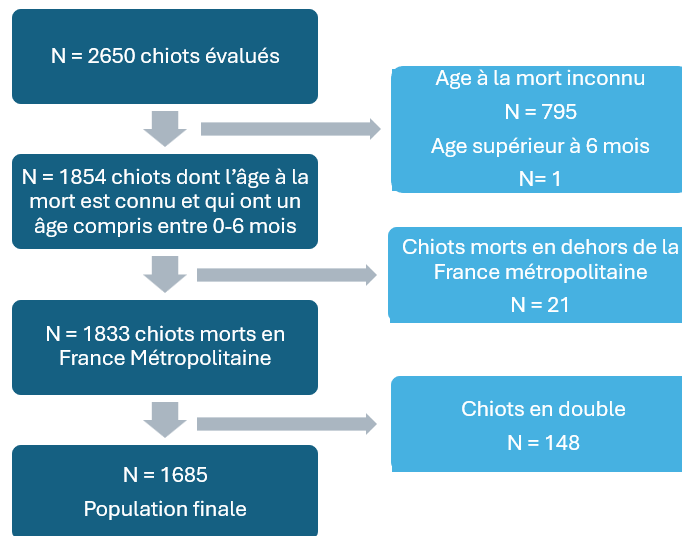 N = 2650 chiots évalués
Age à la mort inconnu
N = 795
Age supérieur à 6 mois
N= 1
N = 1854 chiots dont l’âge à la
mort est connu et qui ont un
âge compris entre 0-6 mois
Chiots morts en dehors de la
France métropolitaine
N = 21
N = 1833 chiots morts en
France Métropolitaine
Chiots en double
N = 148
N = 1685
Population finale